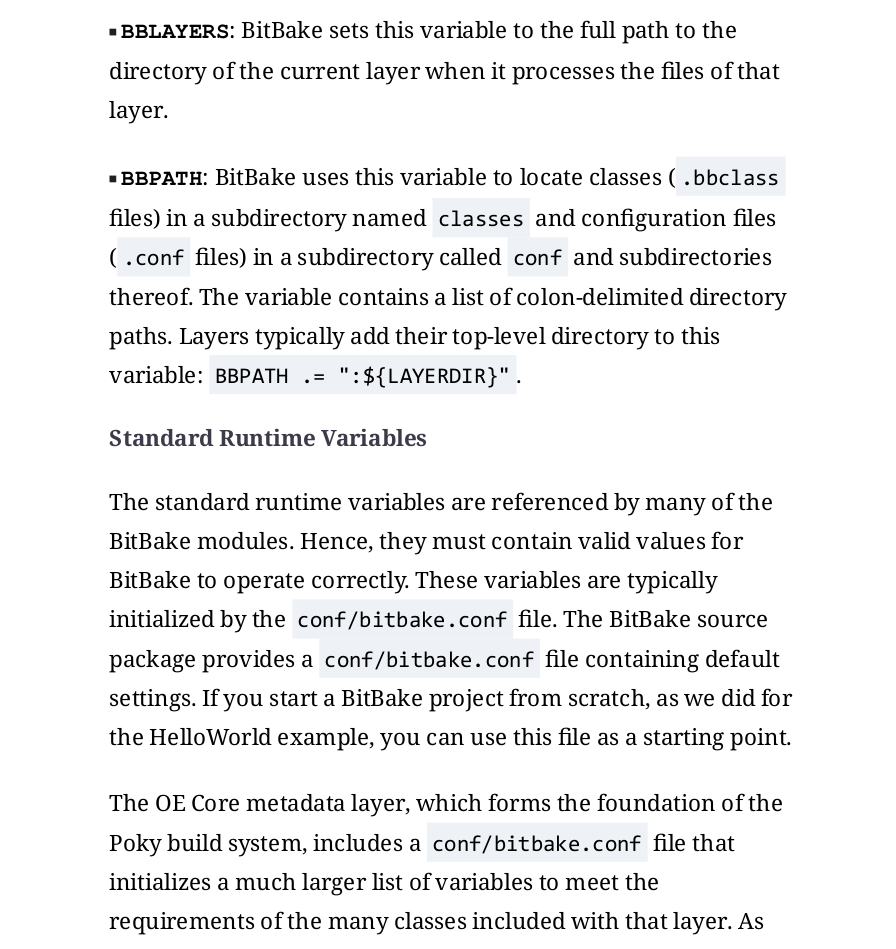 ▪ BBLAYERS: BitBake sets this variable to the full path to the
directory of the current layer when it processes the files of that
layer.
▪ BBPATH: BitBake uses this variable to locate classes ( .bbclass
files) in a subdirectory named classes and configuration files
( .conf files) in a subdirectory called conf and subdirectories
thereof. The variable contains a list of colon-delimited directory
paths. Layers typically add their top-level directory to this
variable: BBPATH .= ":${LAYERDIR}" .
Standard Runtime Variables
The standard runtime variables are referenced by many of the
BitBake modules. Hence, they must contain valid values for
BitBake to operate correctly. These variables are typically
initialized by the conf/bitbake.conf file. The BitBake source
package provides a conf/bitbake.conf file containing default
settings. If you start a BitBake project from scratch, as we did for
the HelloWorld example, you can use this file as a starting point.
The OE Core metadata layer, which forms the foundation of the
Poky build system, includes a conf/bitbake.conf file that
initializes a much larger list of variables to meet the
requirements of the many classes included with that layer. As